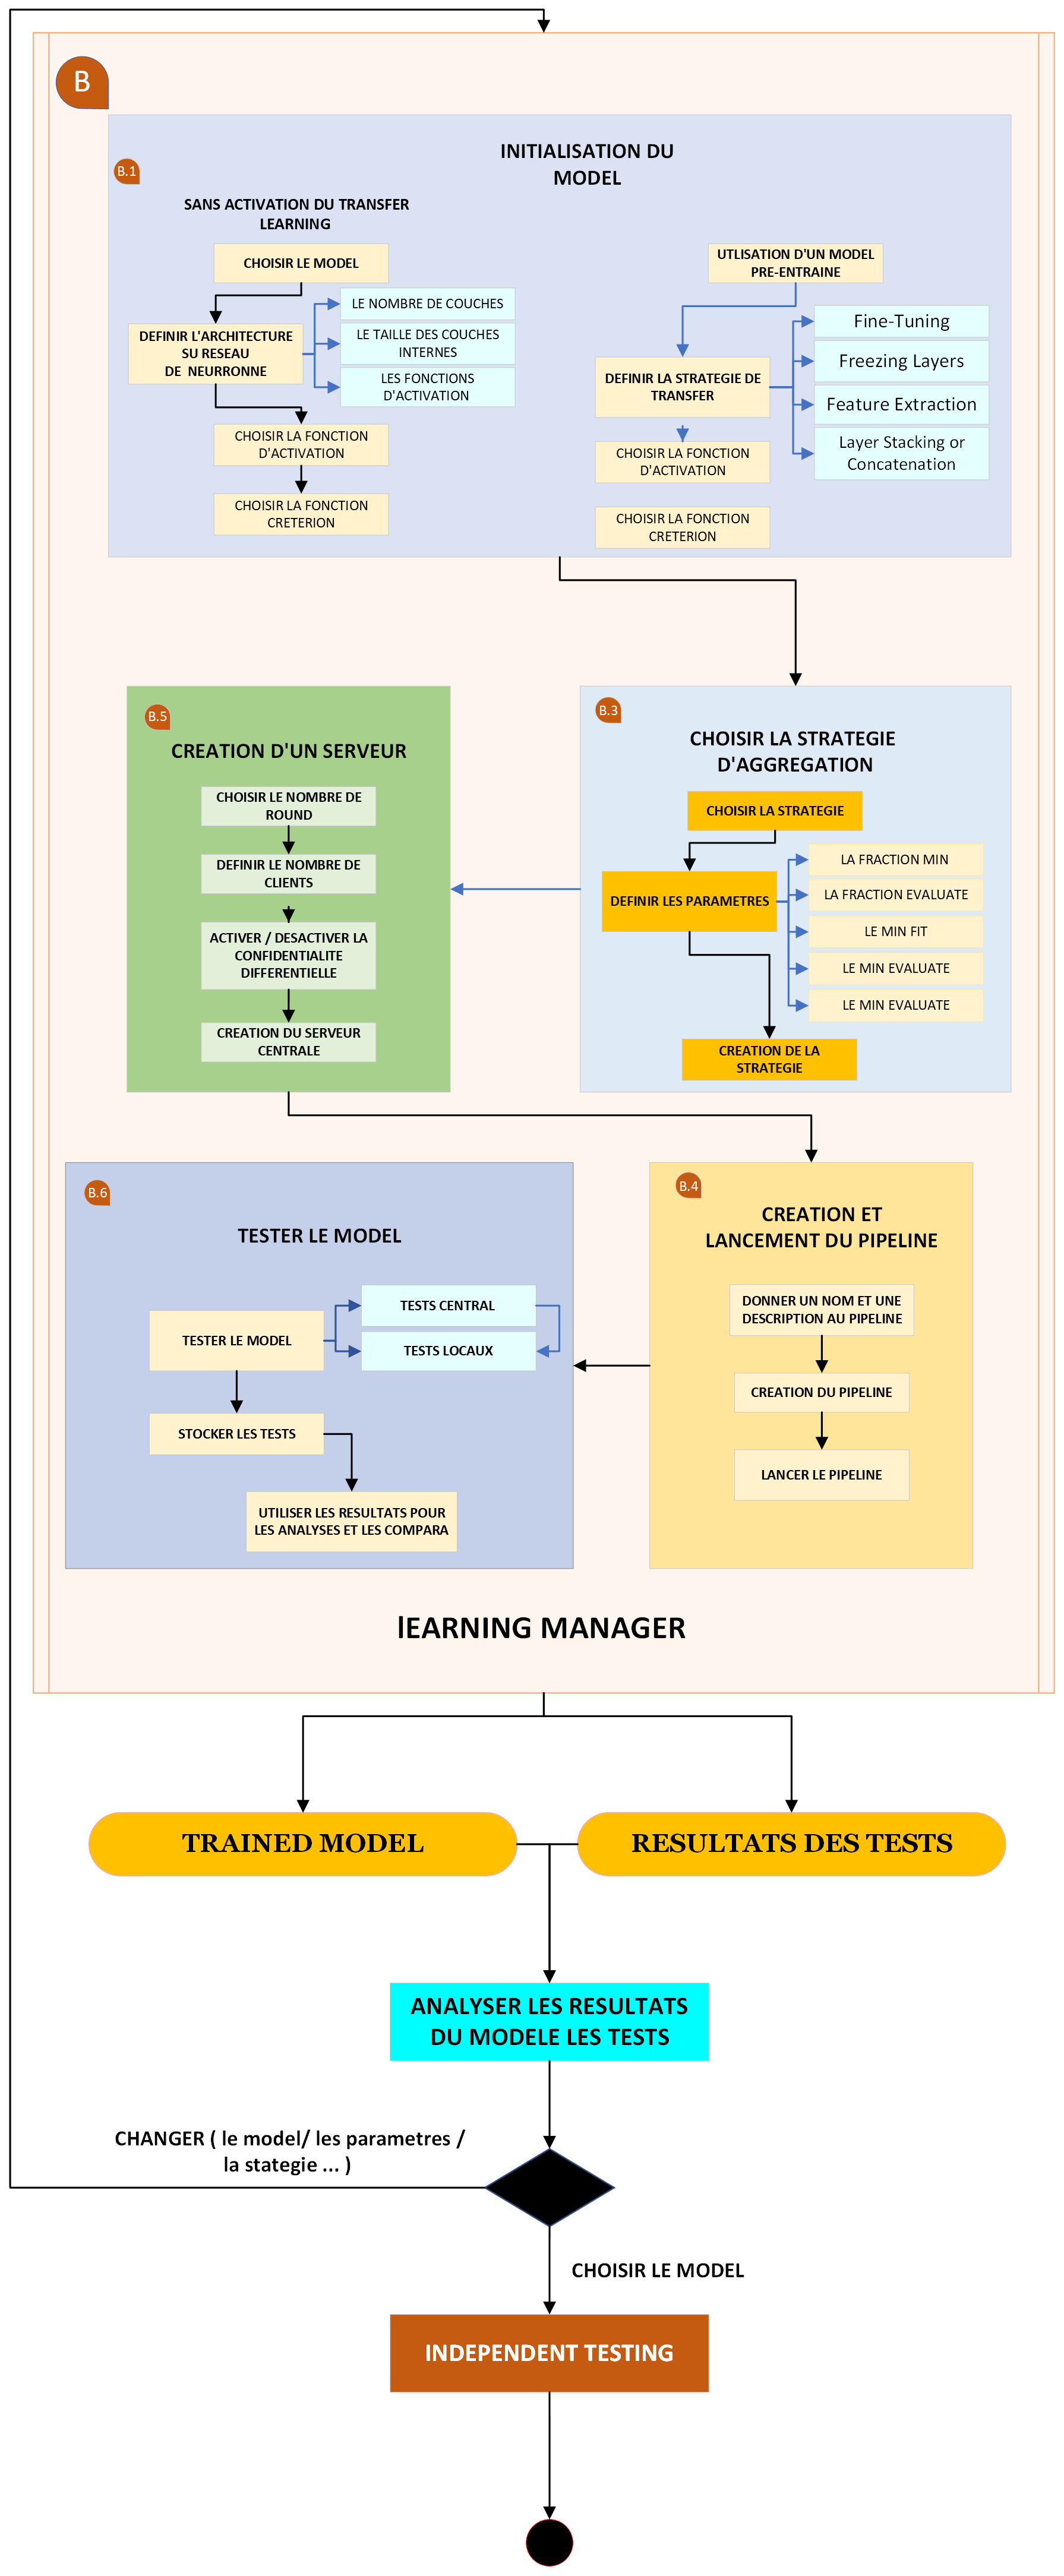 B
B.1
INITIALISATION DU
MODEL
SANS ACTIVATION DU TRANSFER
LEARNING
CHOISIR LE MODEL
LE NOMBRE DE COUCHES
DEFINIR L'ARCHITECTURE
SU RESEAU
DE NEURRONNE
LE TAILLE DES COUCHES
INTERNES
LES FONCTIONS
D'ACTIVATION
CHOISIR LA FONCTION
D'ACTIVATION
CHOISIR LA FONCTION
CRETERION
UTLISATION D'UN MODEL
PRE-ENTRAINE
DEFINIR LA STRATEGIE DE
TRANSFER
Fine-Tuning
Freezing Layers
Feature Extraction
Layer Stacking or
Concatenation
CHOISIR LA FONCTION
D'ACTIVATION
CHOISIR LA FONCTION
CRETERION
B.5
CREATION D'UN SERVEUR
CHOISIR LE NOMBRE DE
ROUND
DEFINIR LE NOMBRE DE
CLIENTS
ACTIVER / DESACTIVER LA
CONFIDENTIALITE
DIFFERENTIELLE
CREATION DU SERVEUR
CENTRALE
B.3
CHOISIR LA STRATEGIE
D'AGGREGATION
CHOISIR LA STRATEGIE
DEFINIR LES PARAMETRES
LA FRACTION MIN
LA FRACTION EVALUATE
LE MIN FIT
LE MIN EVALUATE
LE MIN EVALUATE
CREATION DE LA
STRATEGIE
B.6
TESTER LE MODEL
TESTER LE MODEL
TESTS CENTRAL
TESTS LOCAUX
STOCKER LES TESTS
UTILISER LES RESULTATS POUR
LES ANALYSES ET LES COMPARA
B.4
CREATION ET
LANCEMENT DU PIPELINE
DONNER UN NOM ET UNE
DESCRIPTION AU PIPELINE
CREATION DU PIPELINE
LANCER LE PIPELINE
lEARNING MANAGER
TRAINED MODEL
RESULTATS DES TESTS
ANALYSER LES RESULTATS
DU MODELE LES TESTS
CHANGER ( le model/ les parametres /
la stategie ... )
CHOISIR LE MODEL
INDEPENDENT TESTING